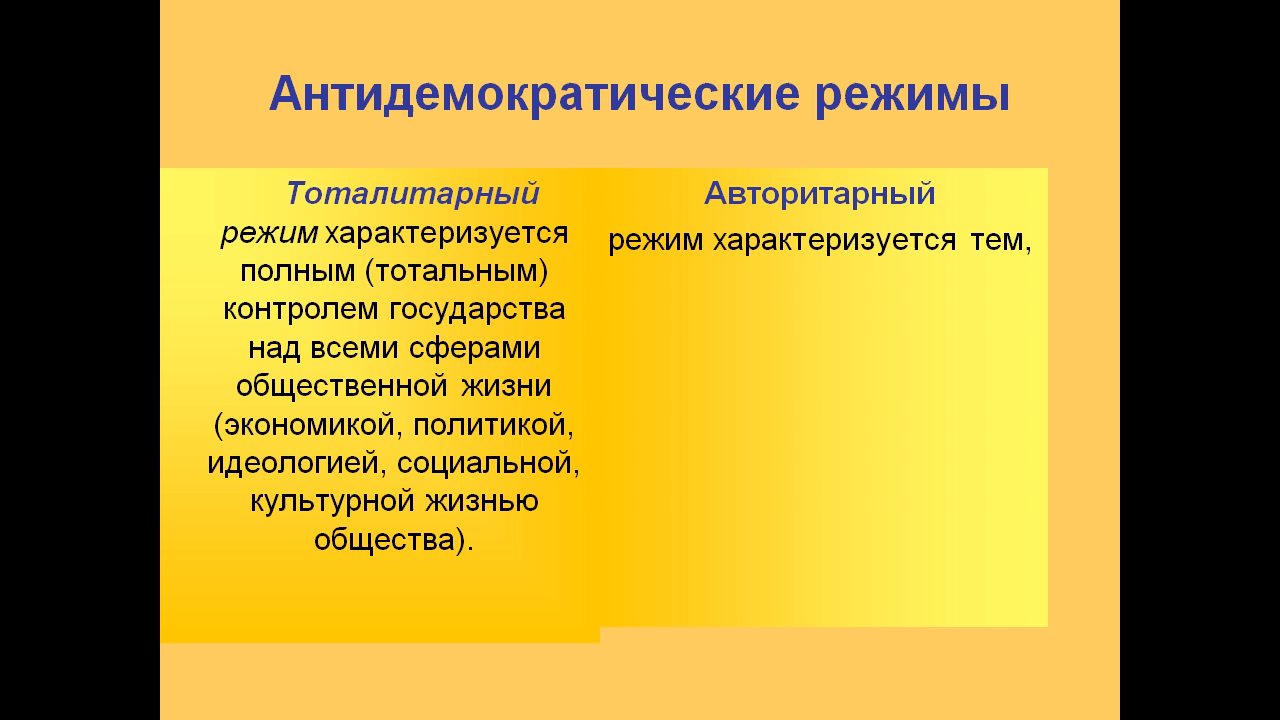 Антидемократические режимы
Тоталитарный
режим характеризуется
полным (тотальным)
контролем государства
над всеми сферами
общественной жизни
(экономикой, политикой,
идеологией, социальной,
культурной жизнью
общества).
Авторитарный
режим характеризуется тем,